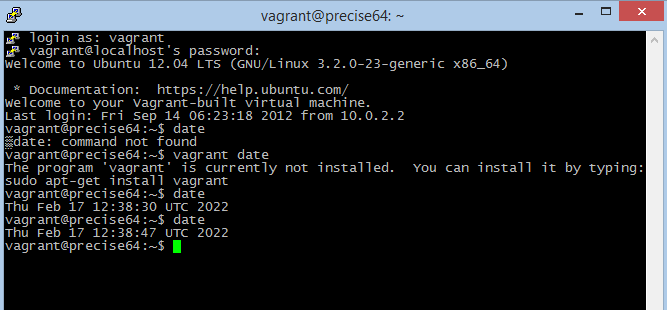 vagrant@precise64: ~
login as: vagrant
vagrant@localhost's password:
Welcome to Ubuntu 12.04 LTS (GNU/Linux 3.2.0-23-generic x86_64)
* Documentation:  https://help.ubuntu.com/
Welcome to your Vagrant-built virtual machine.
Last login: Fri Sep 14 06:23:18 2012 from 10.0.2.2
vagrant@precise64:~$ date
▒date: command not found
vagrant@precise64:~$ vagrant date
The program 'vagrant' is currently not installed.  You can install it by typing:
sudo apt-get install vagrant
vagrant@precise64:~$ date
Thu Feb 17 12:38:30 UTC 2022
vagrant@precise64:~$ date
Thu Feb 17 12:38:47 UTC 2022
vagrant@precise64:~$